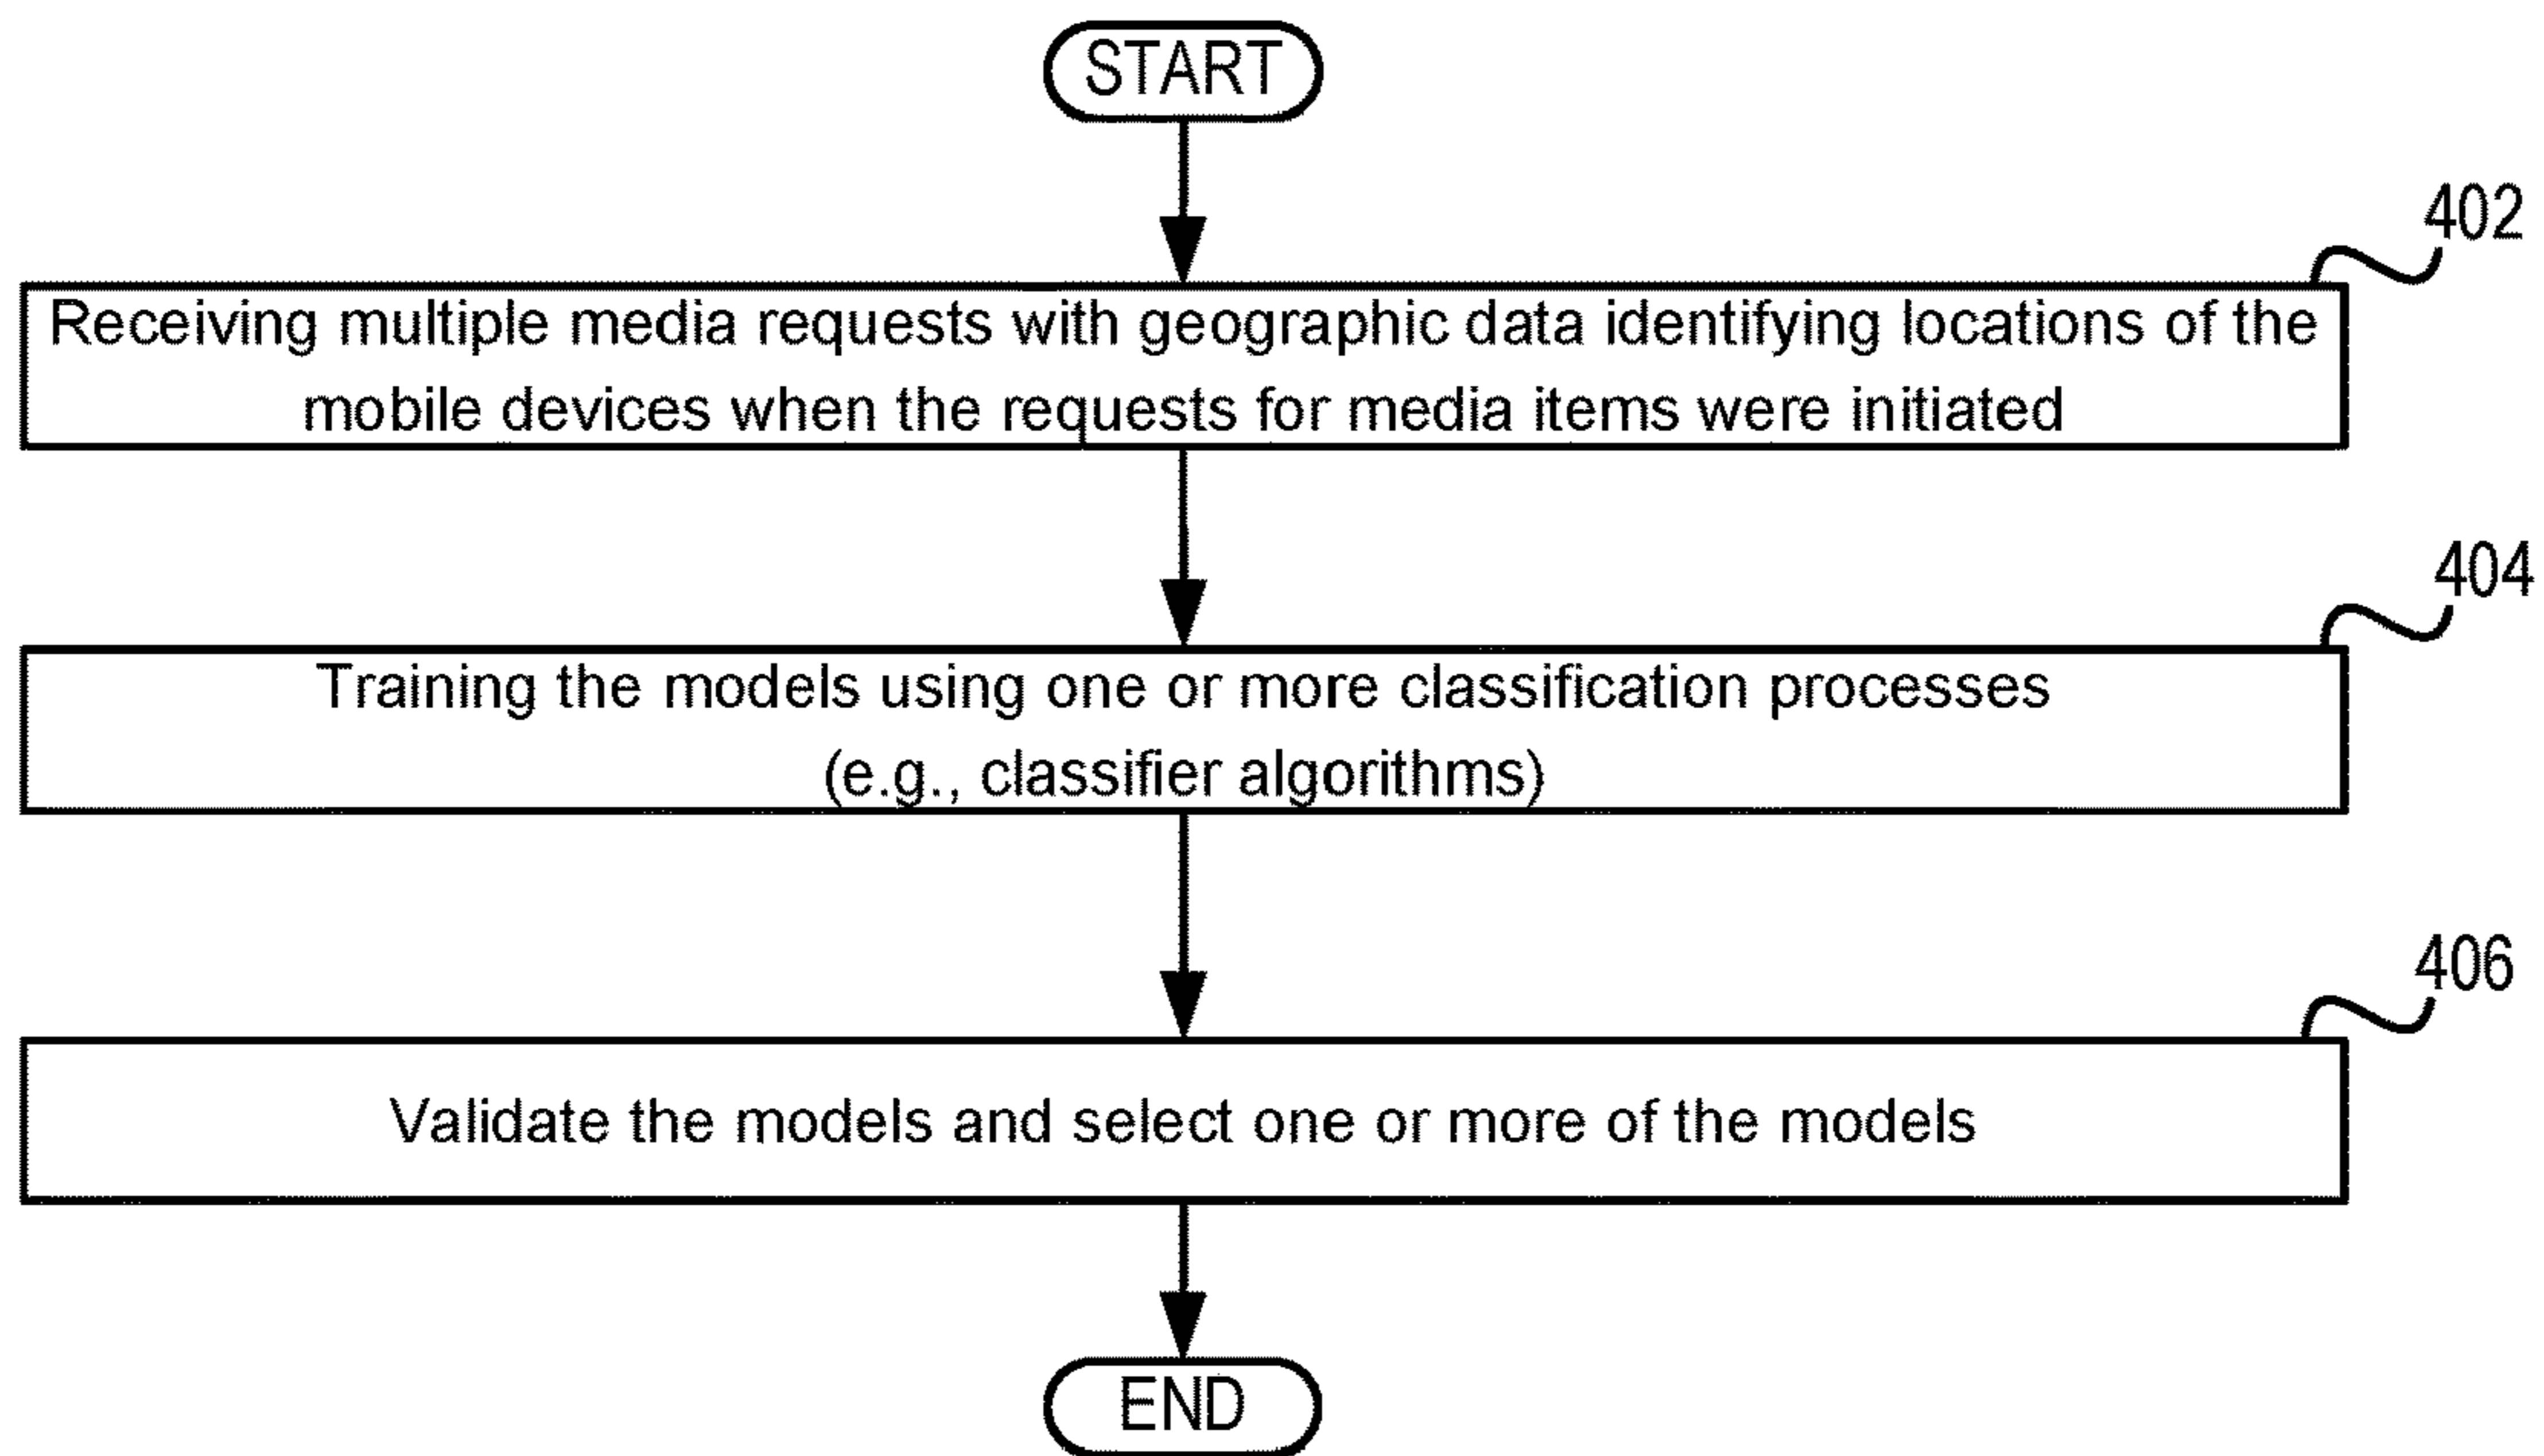 START
402
Receiving multiple media requests with geographic data identifying locations of the
mobile devices when the requests for media items were initiated
404
Training the models using one or more classification processes
(e.g., classifier algorithms)
406
Validate the models and select one or more of the models
END